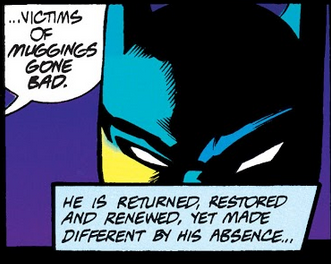 ...VICTIMS
OF
MUGGINGS
GONE
BAD.
HE IS RETURNED, RESTORED
AND RENEWED, YET MADE
DIFFERENT BY HIS ABSENCE...